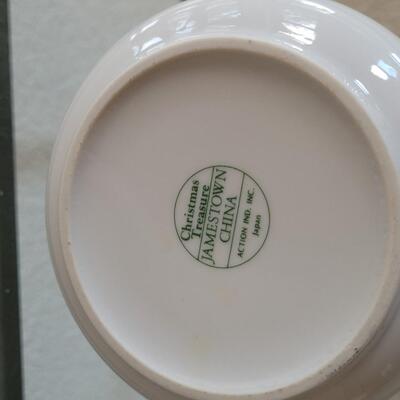 Christmas
Treasure
JAMESTOWN
CHINA
ACTION IND. INC.
Japan